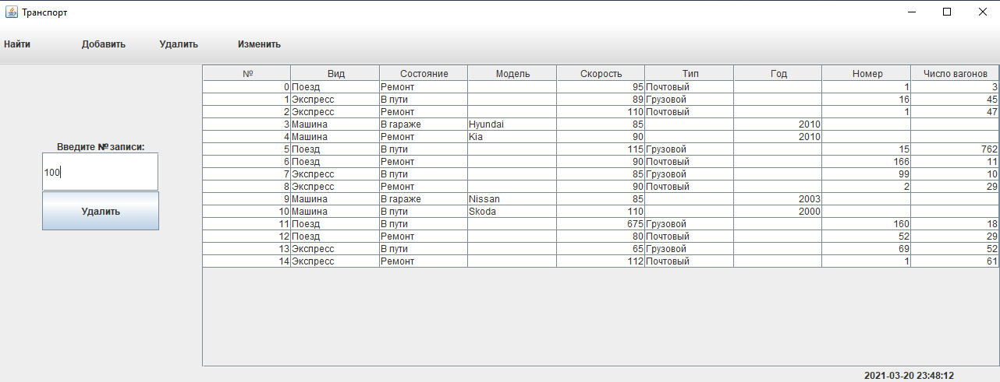 Транспорт
Найти Добавить Удалить Изменить
№ Вид Состояние Модель Скорость Тип Год Номер Число вагонов
0 Поезд Ремонт 95 Почтовый 1 3
1 Экспресс В пути 89 Грузовой 16 45
2 Экспресс Ремонт 110 Почтовый 1 47
3 Машина В гараже Hyundai 85 2010
4 Машина Ремонт Kia 90 2010
5 Поезд В пути 115 Грузовой 15 762
6 Поезд Ремонт 90 Почтовый 166 11
7 Экспресс В пути 85 Грузовой 99 10
8 Экспресс Ремонт 90 Почтовый 2 29
9 Машина В гараже Nissan 85 2003
10 Машина В пути Skoda 110 2000
11 Поезд В пути 675 Грузовой 160 18
12 Поезд Ремонт 80 Почтовый 52 29
13 Экспресс В пути 65 Грузовой 69 52
14 Экспресс Ремонт 112 Почтовый 1 61
Введите № записи:
100
Удалить
2021-03-20 23:48:12